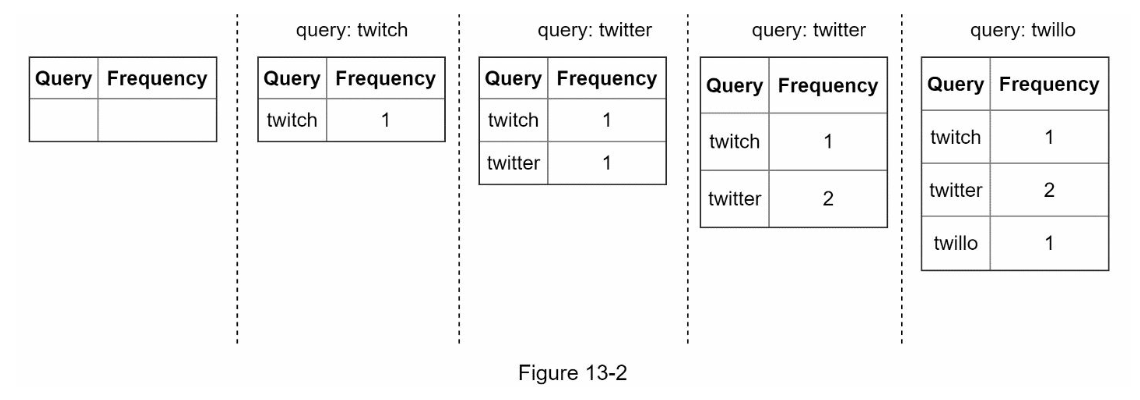 Query Frequency
query: twitch
Query Frequency
twitch 1
query: twitter
Query Frequency
twitch 1
twitter 1
query: twitter
Query Frequency
twitch 1
twitter 2
query: twillo
Query Frequency
twitch 1
twitter 2
twillo 1
Figure 13-2